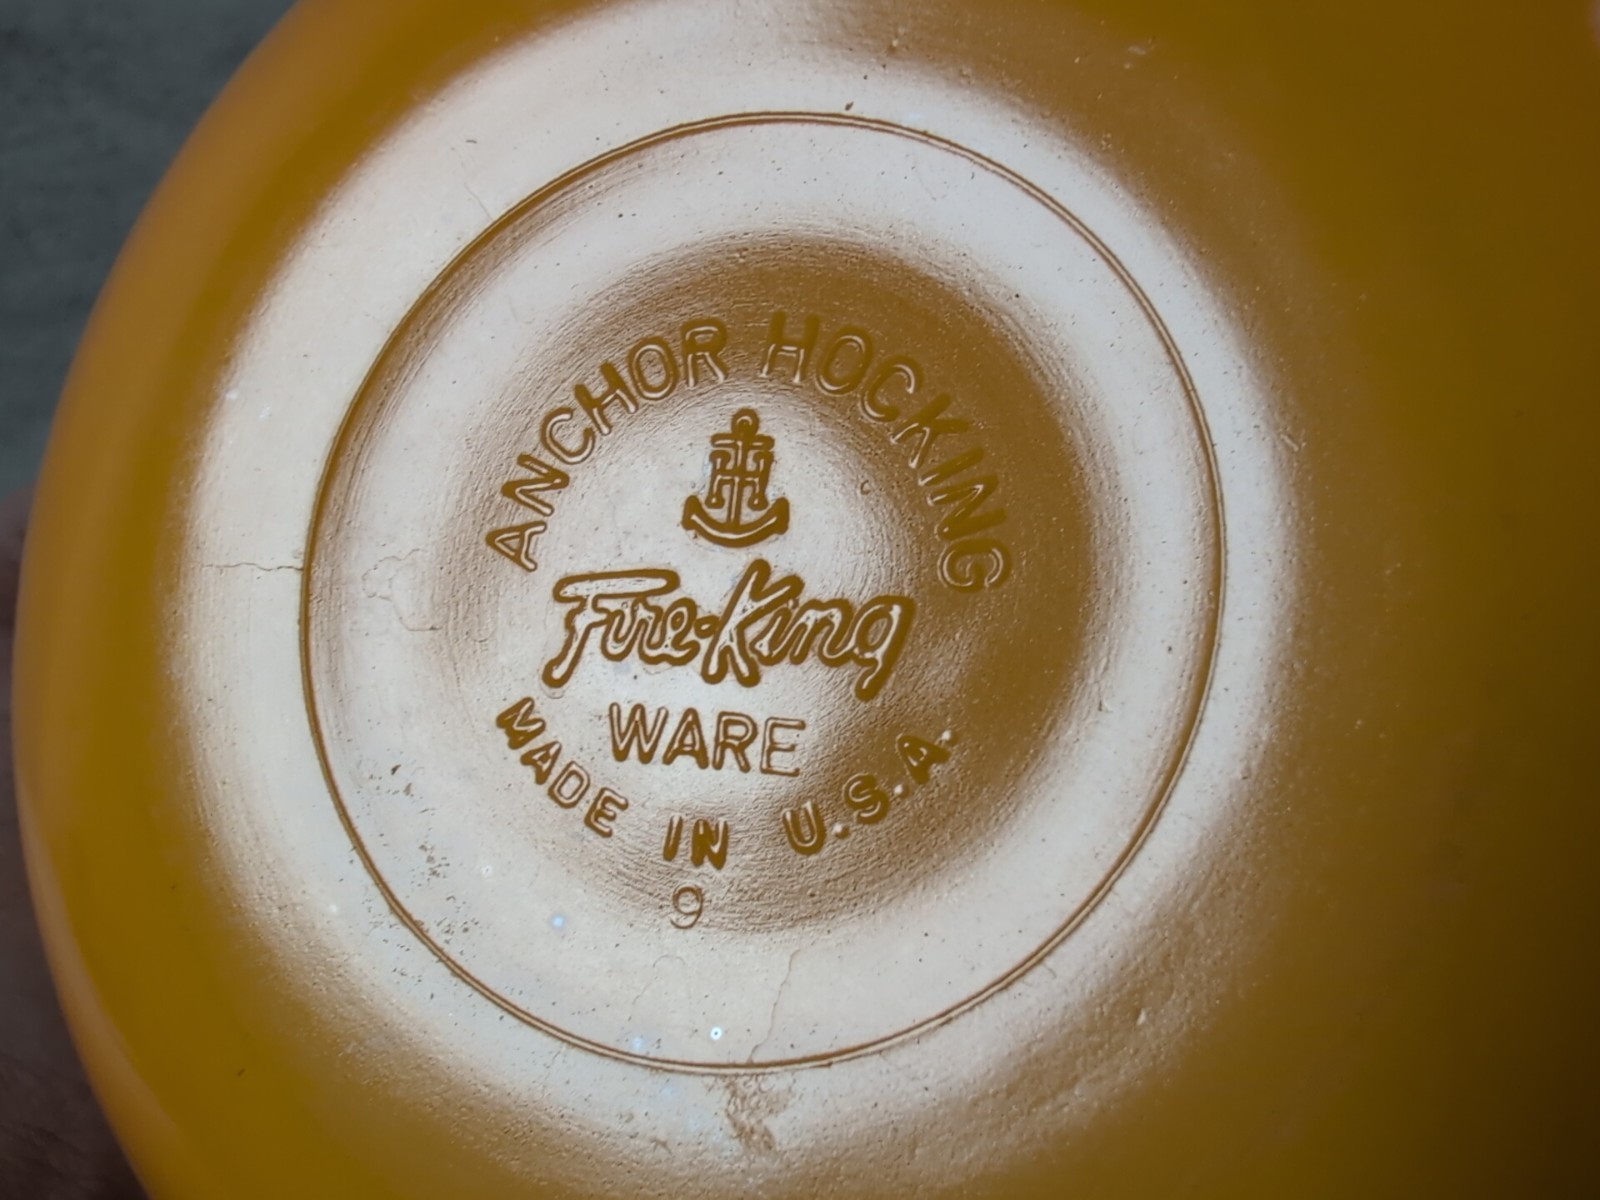 ANCHOR HOCKING
H
Fire-King
WARE
MADE IN U.S.A.
9